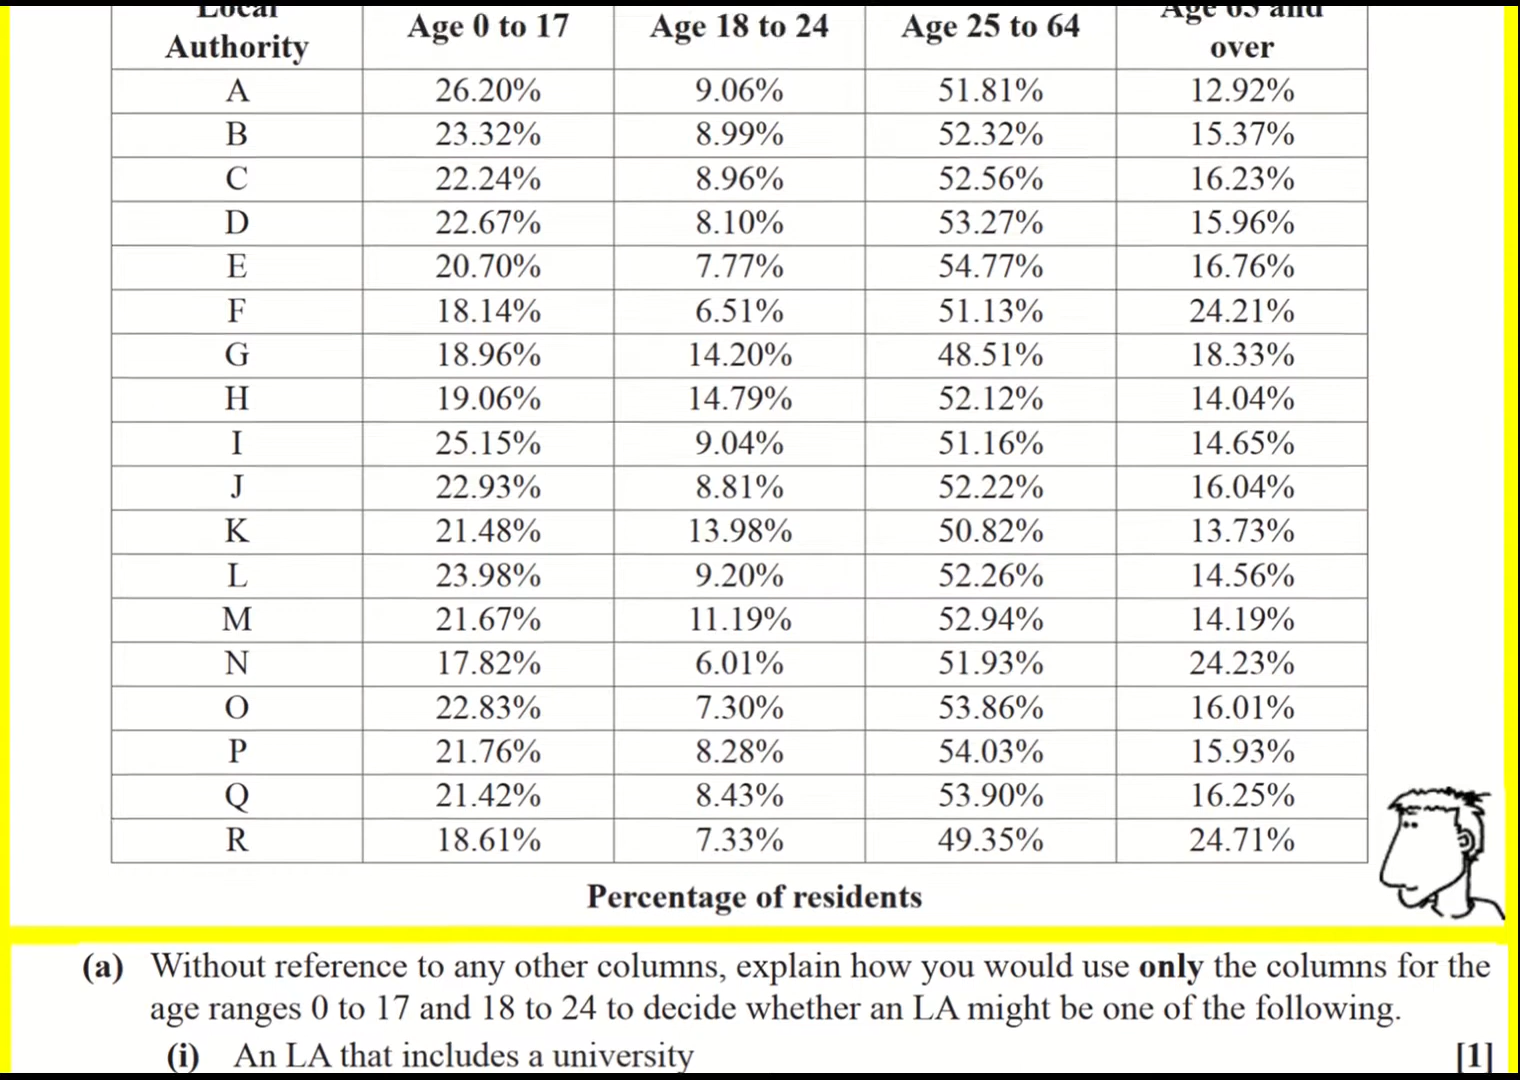 Local Age 0 to 17 Age 18 to 24 Age 25 to 64 Age 65 and
Authority over
A 26.20% 9.06% 51.81% 12.92%
B 23.32% 8.99% 52.32% 15.37%
C 22.24% 8.96% 52.56% 16.23%
D 22.67% 8.10% 53.27% 15.96%
E 20.70% 7.77% 54.77% 16.76%
F 18.14% 6.51% 51.13% 24.21%
G 18.96% 14.20% 48.51% 18.33%
H 19.06% 14.79% 52.12% 14.04%
I 25.15% 9.04% 51.16% 14.65%
J 22.93% 8.81% 52.22% 16.04%
K 21.48% 13.98% 50.82% 13.73%
L 23.98% 9.20% 52.26% 14.56%
M 21.67% 11.19% 52.94% 14.19%
N 17.82% 6.01% 51.93% 24.23%
O 22.83% 7.30% 53.86% 16.01%
P 21.76% 8.28% 54.03% 15.93%
Q 21.42% 8.43% 53.90% 16.25%
R 18.61% 7.33% 49.35% 24.71%
Percentage of residents
(a) Without reference to any other columns, explain how you would use only the columns for the
age ranges 0 to 17 and 18 to 24 to decide whether an LA might be one of the following.
(i) An LA that includes a university [1]